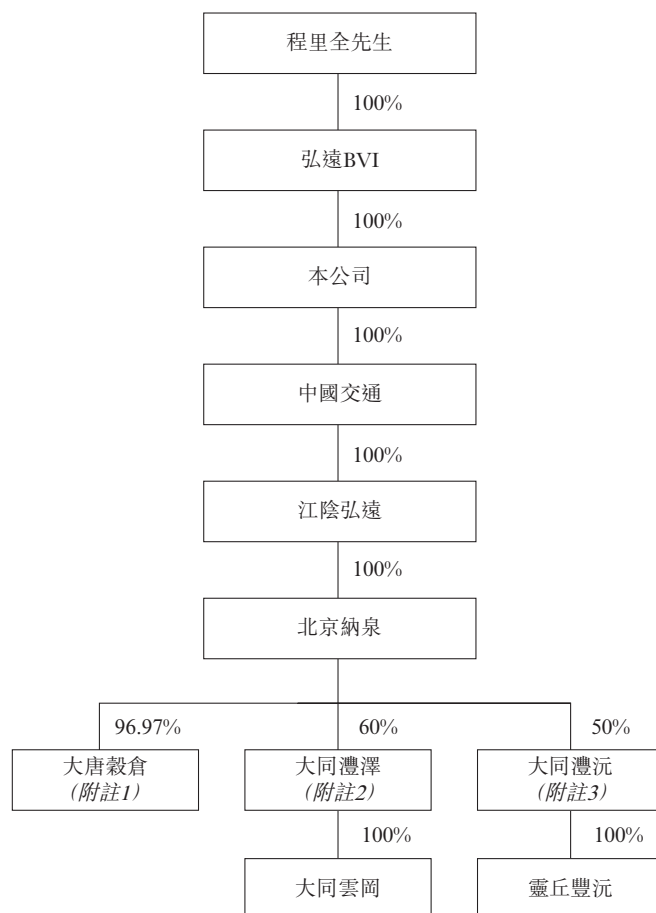 程里全先生
100%
弘遠BVI
100%
本公司
100%
中國交通
100%
江陰弘遠
100%
北京納泉
96.97%
60%
50%
大唐穀倉
(附註1)
大同灃澤
(附註2)
大同灃沅
(附註3)
100%
100%
大同雲岡
靈丘豐沅